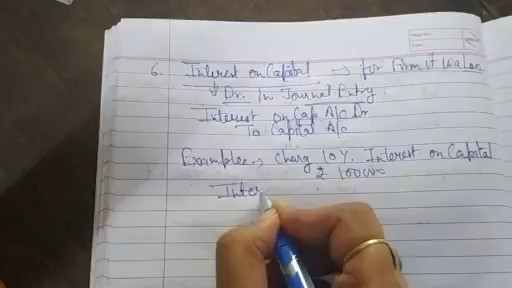 6. Interest on Capital → for Firm it is a Loss
↓ Dr. in Journal Entry.
Interest on Cap A/C Dr
To Capital A/C
Example → Charg 10%. Interest on Capital
₹ 100000
Inter